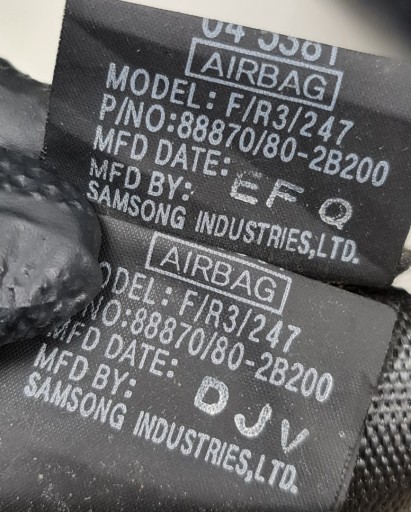 AIRBAG
MODEL: F/R3/247
P/NO:88870/80-2B200
MFD DATE: EFQ
MFD BY:
SAMSONG INDUSTRIES,LTD.
AIRBAG
DEL: F/R3/247
NO:88870/80-2B200
MFD DATE:
MFD BY: DJV
SAMSONG INDUSTRIES,LTD.